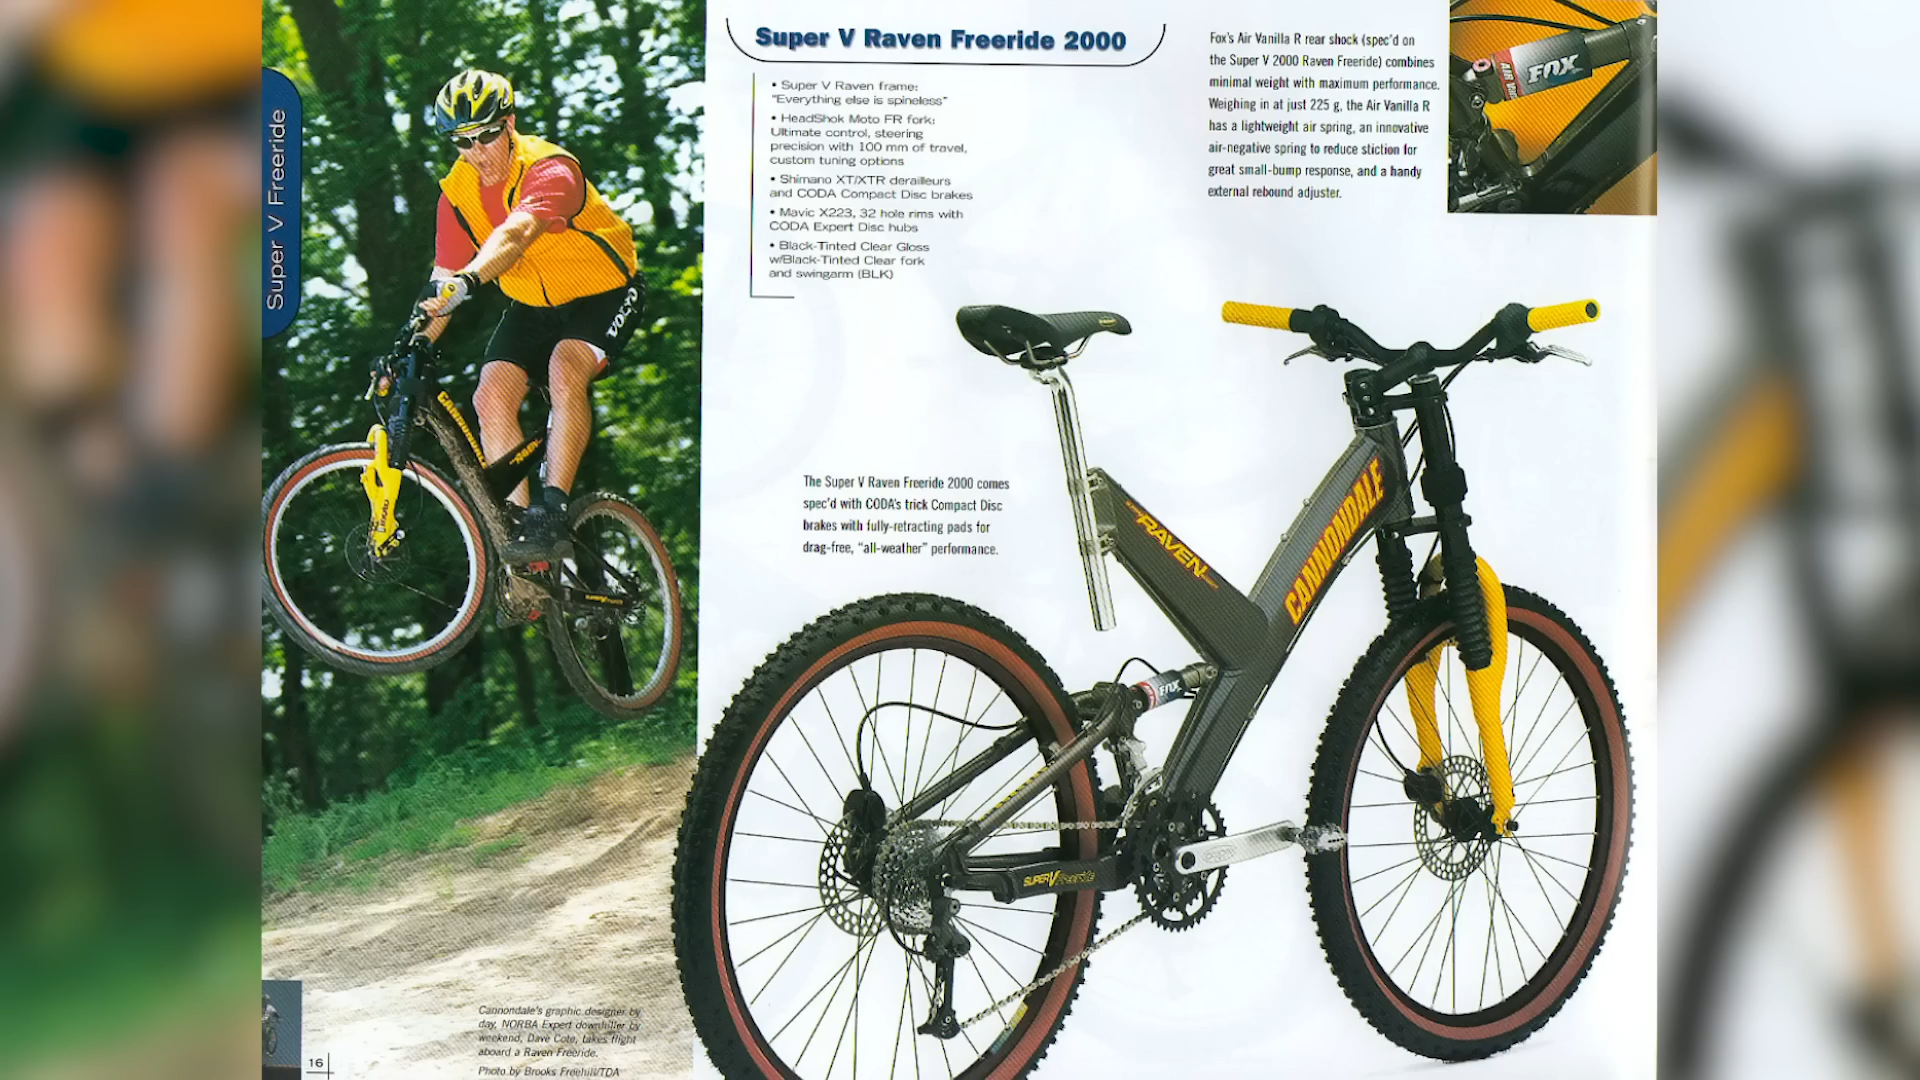 Super V Freeride
Super V Raven Freeride 2000
• Super V Raven frame:
"Everything else is spineless"
• HeadShok Moto FR fork:
Ultimate control, steering
precision with 100 mm of travel,
custom tuning options
• Shimano XT/XTR derailleurs
and CODA Compact Disc brakes
• Mavic X223, 32 hole rims with
CODA Expert Disc hubs
• Black-Tinted Clear Gloss
w/Black-Tinted Clear fork
and swingarm (BLK)
Fox's Air Vanilla R rear shock (spec'd on
the Super V 2000 Raven Freeride) combines
minimal weight with maximum performance.
Weighing in at just 225 g, the Air Vanilla R
has a lightweight air spring, an innovative
air-negative spring to reduce stiction for
great small-bump response, and a handy
external rebound adjuster.
FOX
AIR
VOLVO
CANNONDALE
The Super V Raven Freeride 2000 comes
spec'd with CODA's trick Compact Disc
brakes with fully-retracting pads for
drag-free, "all-weather" performance.
RAVEN
CANNONDALE
FOX
SUPER V Freeride
Cannondale's graphic designer by
day, NORBA Expert downhiller by
weekend, Dave Cote, takes flight
aboard a Raven Freeride.
Photo by Brooks Freehill/TDA
16